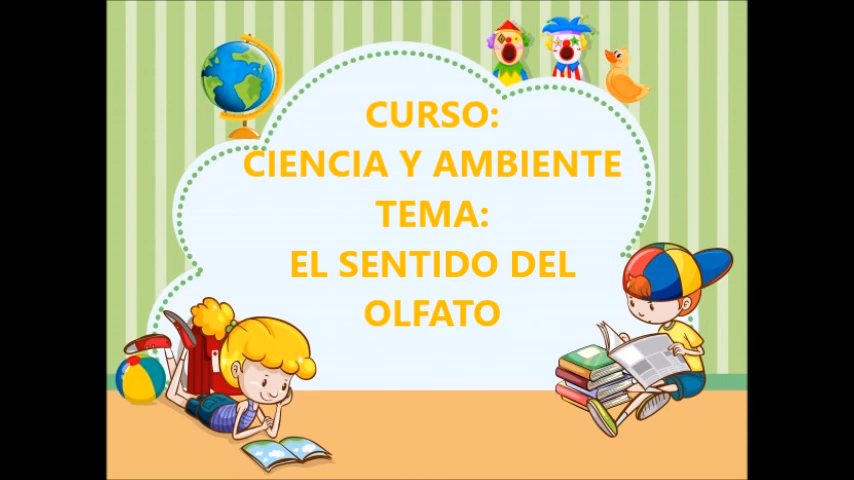 CURSO:
CIENCIA Y AMBIENTE
TEMA:
EL SENTIDO DEL
OLFATO